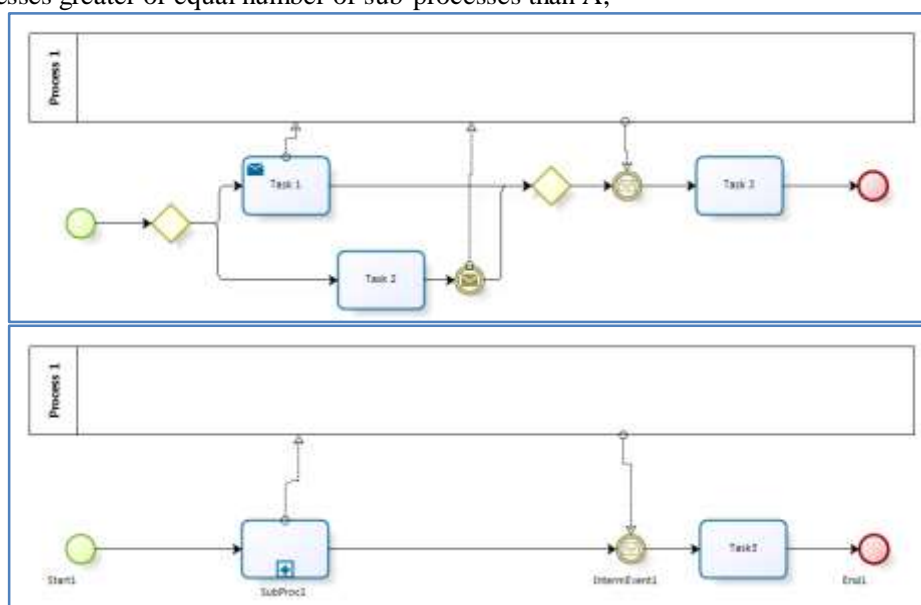 esses greater or equal number of sub-processes than A,
Process 1
Task 1
Task 2
Task 3
Process 1
Start1
SubProc1
IntermEvent1
Task3
End1